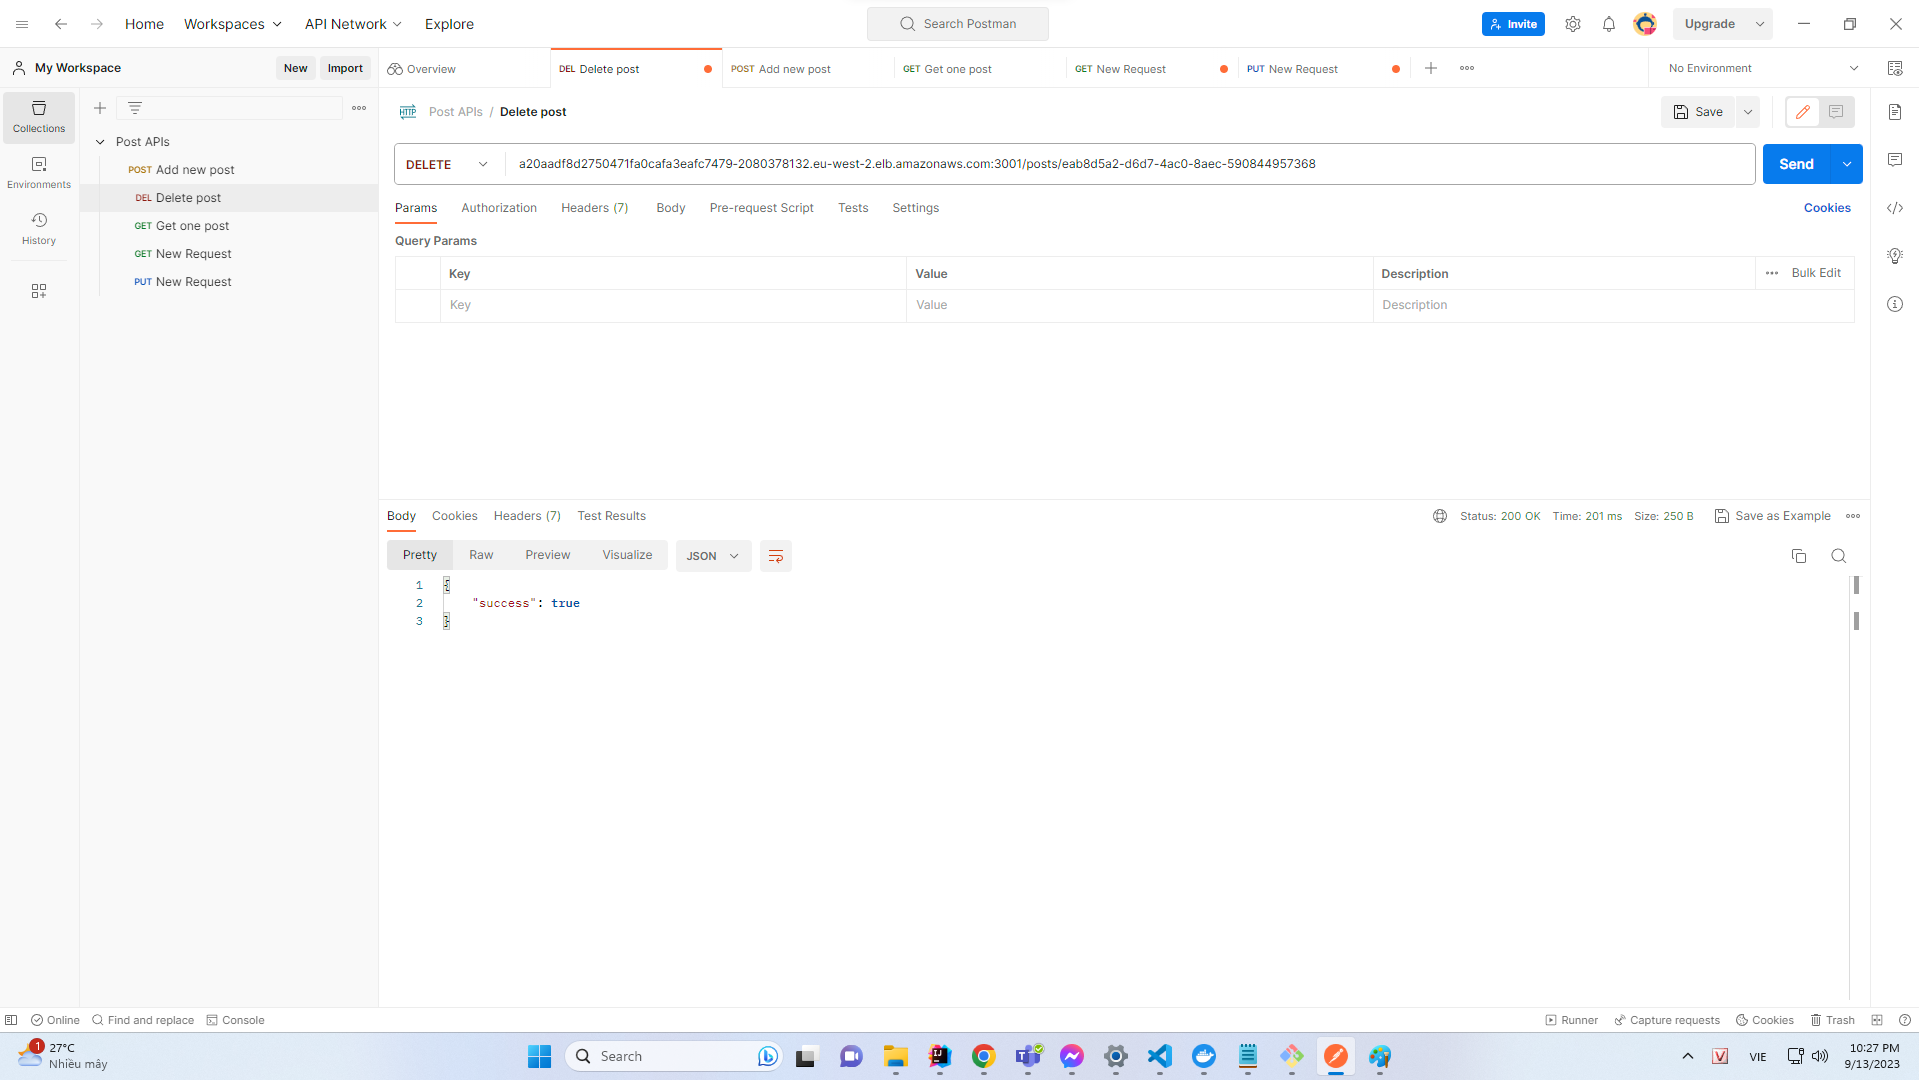 Home Workspaces API Network Explore Search Postman Invite Upgrade
My Workspace New Import Overview DEL Delete post POST Add new post GET Get one post GET New Request PUT New Request No Environment
Collections
Environments
History
Post APIs
POST Add new post
DEL Delete post
GET Get one post
GET New Request
PUT New Request
HTTP Post APIs / Delete post Save
DELETE a20aadf8d2750471fa0cafa3eafc7479-2080378132.eu-west-2.elb.amazonaws.com:3001/posts/eab8d5a2-d6d7-4ac0-8aec-590844957368 Send
Params Authorization Headers (7) Body Pre-request Script Tests Settings Cookies
Query Params
Key Value Description Bulk Edit
Key Value Description
Body Cookies Headers (7) Test Results Status: 200 OK Time: 201 ms Size: 250 B Save as Example
Pretty Raw Preview Visualize JSON
1 {
2 "success": true
3 }
Online Find and replace Console Runner Capture requests Cookies Trash
1 27°C
Nhiều mây
Search
VIE
10:27 PM
9/13/2023